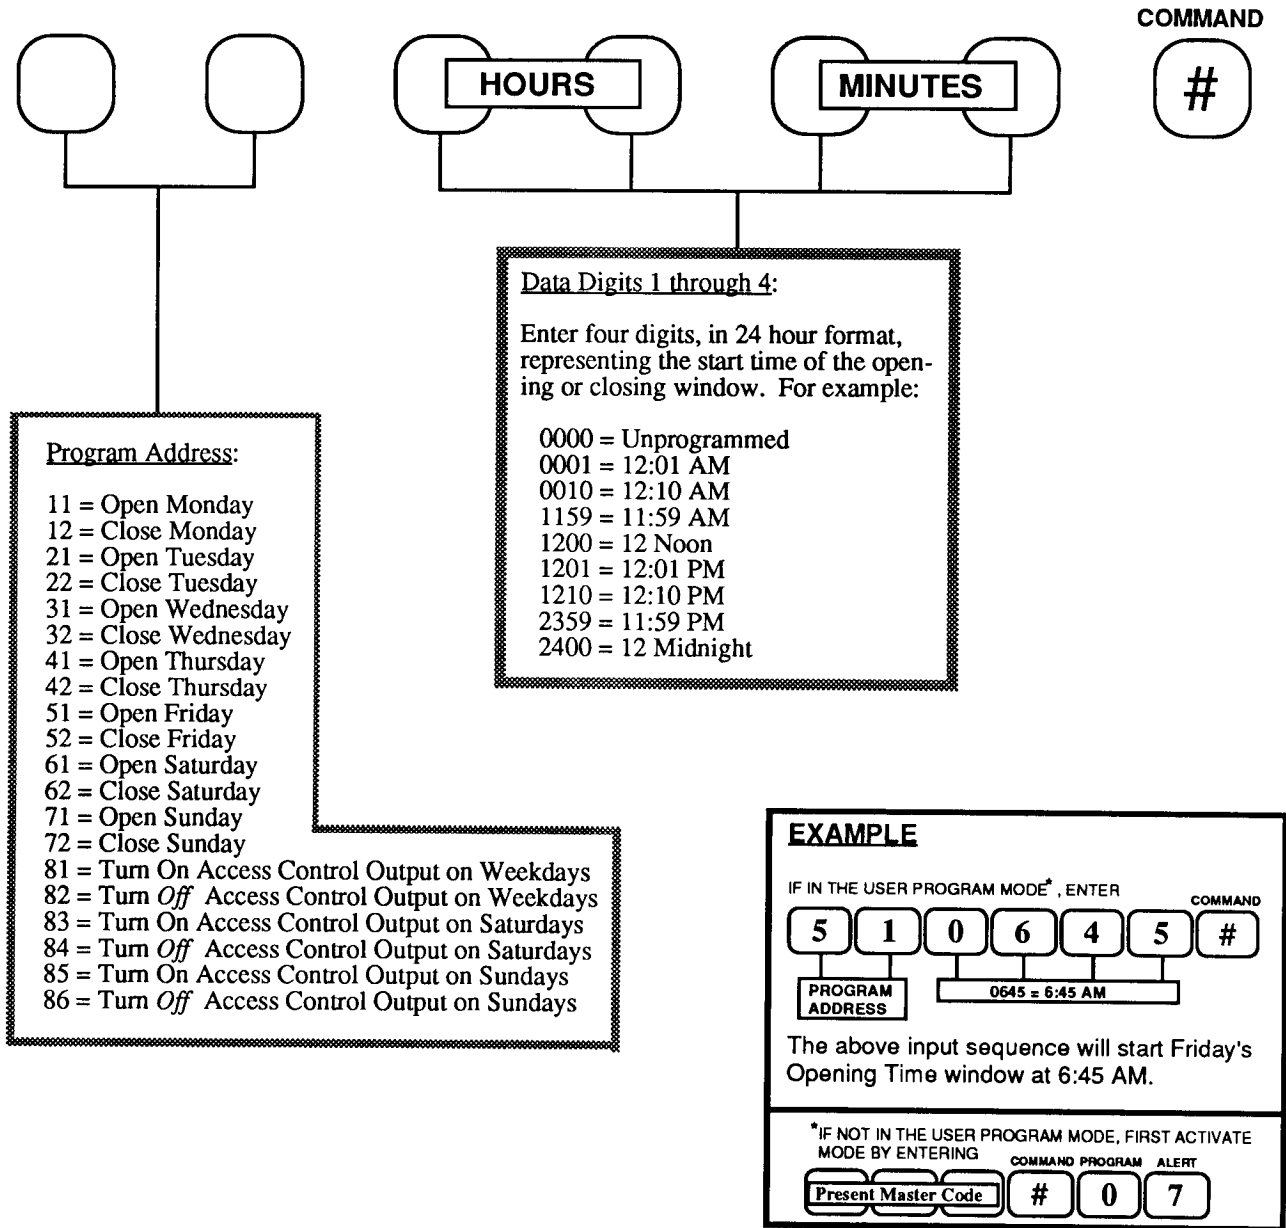 COMMAND
HOURS
MINUTES
#
Data Digits 1 through 4:
Enter four digits, in 24 hour format,
representing the start time of the open-
ing or closing window. For example:
0000 = Unprogrammed
0001 = 12:01 AM
0010 = 12:10 AM
1159 = 11:59 AM
1200 = 12 Noon
1201 = 12:01 PM
1210 = 12:10 PM
2359 = 11:59 PM
2400 = 12 Midnight
Program Address:
11 = Open Monday
12 = Close Monday
21 = Open Tuesday
22 = Close Tuesday
31 = Open Wednesday
32 = Close Wednesday
41 = Open Thursday
42 = Close Thursday
51 = Open Friday
52 = Close Friday
61 = Open Saturday
62 = Close Saturday
71 = Open Sunday
72 = Close Sunday
81 = Turn On Access Control Output on Weekdays
82 = Turn Off Access Control Output on Weekdays
83 = Turn On Access Control Output on Saturdays
84 = Turn Off Access Control Output on Saturdays
85 = Turn On Access Control Output on Sundays
86 = Turn Off Access Control Output on Sundays
EXAMPLE
IF IN THE USER PROGRAM MODE*, ENTER
COMMAND
5 1 0 6 4 5 #
PROGRAM
ADDRESS
0645 = 6:45 AM
The above input sequence will start Friday's
Opening Time window at 6:45 AM.
*IF NOT IN THE USER PROGRAM MODE, FIRST ACTIVATE
MODE BY ENTERING
COMMAND PROGRAM ALERT
Present Master Code # 0 7